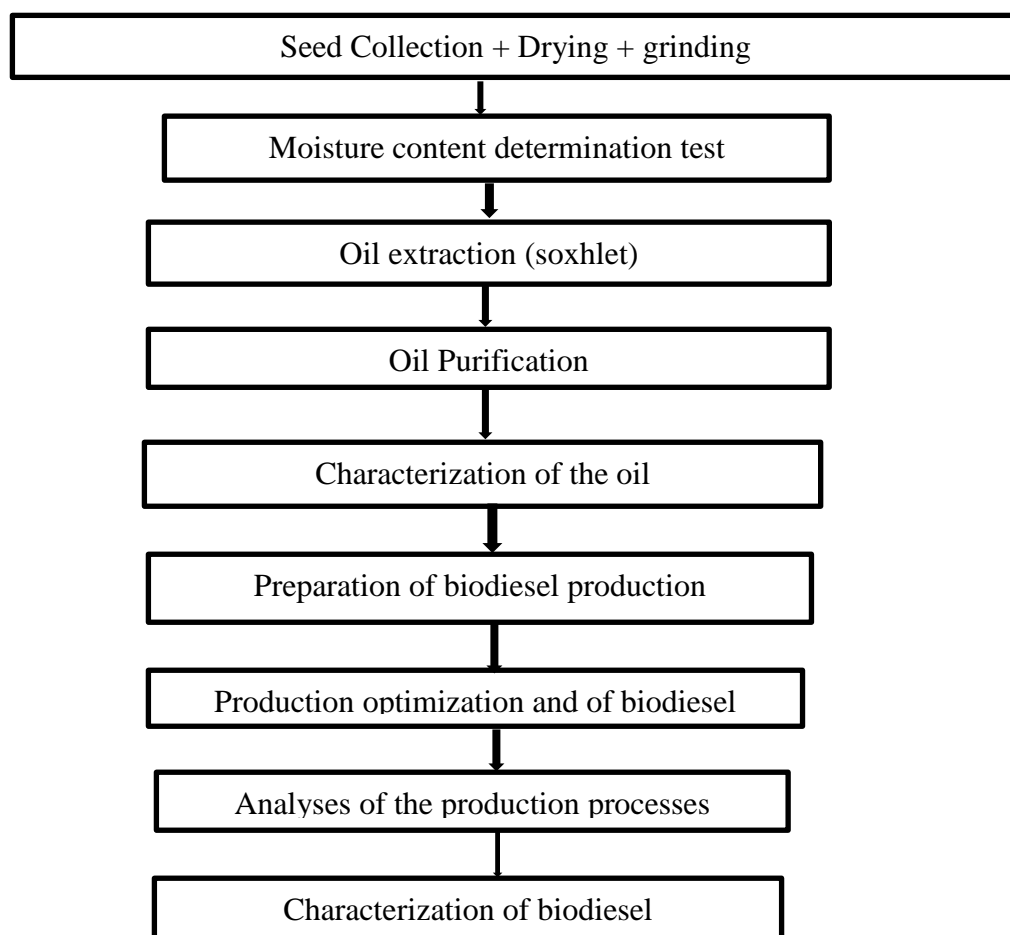 Seed Collection + Drying + grinding
Moisture content determination test
Oil extraction (soxhlet)
Oil Purification
Characterization of the oil
Preparation of biodiesel production
Production optimization and of biodiesel
Analyses of the production processes
Characterization of biodiesel